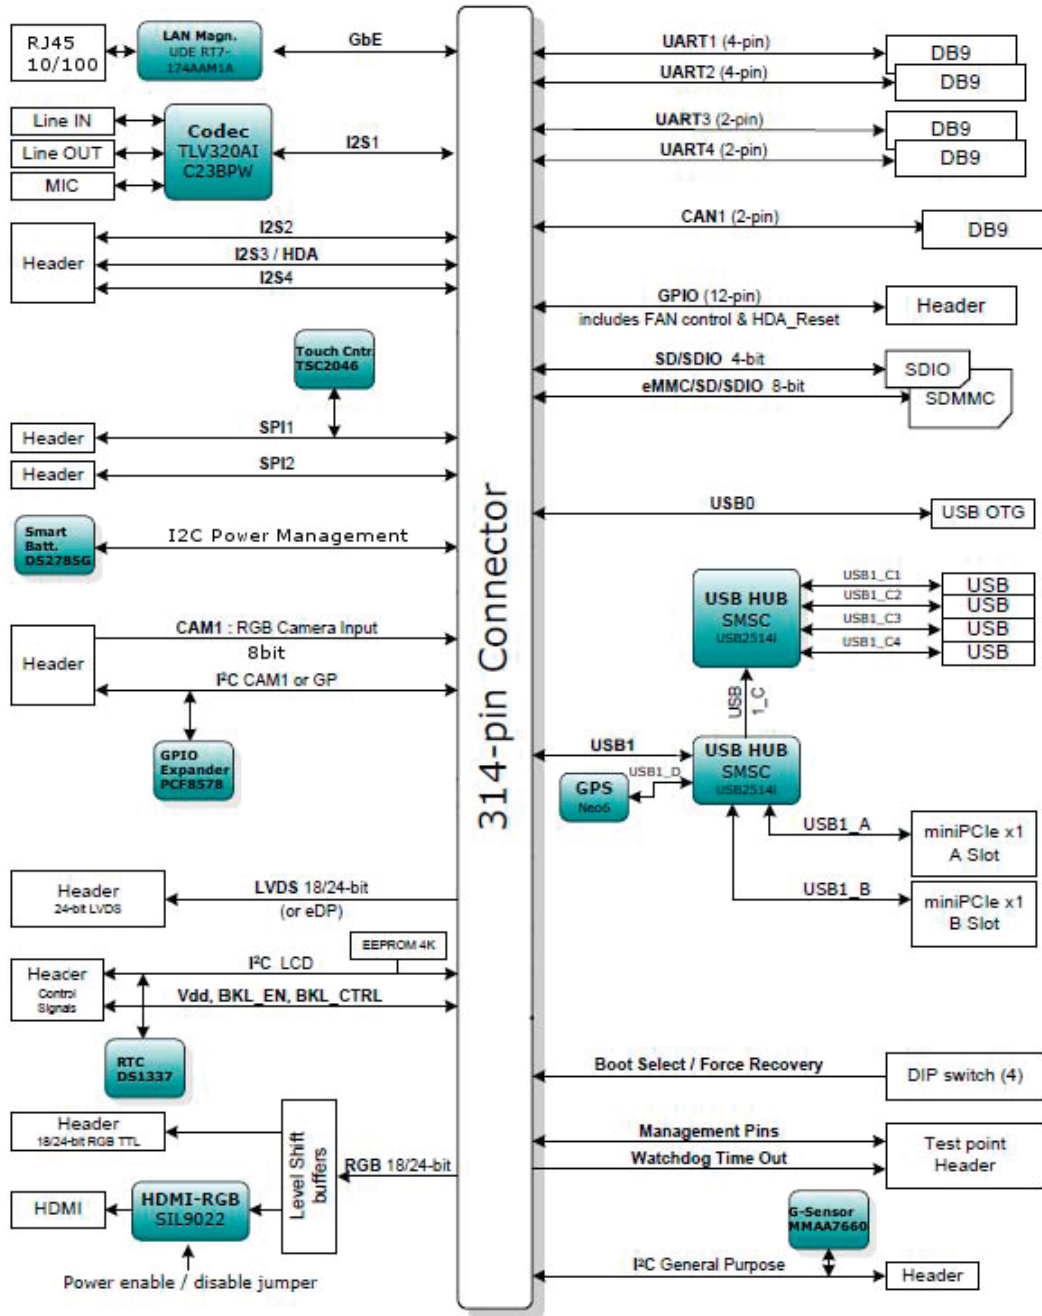 RJ45
10/100
LAN Magn.
UDE RT7-
174AAM1A
GbE
Line IN
Line OUT
MIC
Codec
TLV320AI
C23BPW
I2S1
Header
I2S2
I2S3 / HDA
I2S4
Touch Cntr.
TSC2046
Header
SPI1
Header
SPI2
Smart
Batt.
DS2785G
I2C Power Management
Header
CAM1 : RGB Camera Input
8bit
I²C CAM1 or GP
GPIO
Expander
PCF8578
Header
24-bit LVDS
LVDS 18/24-bit
(or eDP)
EEPROM 4K
Header
Control
Signals
I²C LCD
Vdd, BKL_EN, BKL_CTRL
RTC
DS1337
Header
18/24-bit RGB TTL
HDMI
HDMI-RGB
SIL9022
Level Shift
buffers
RGB 18/24-bit
Power enable / disable jumper
314-pin Connector
UART1 (4-pin)
DB9
UART2 (4-pin)
DB9
UART3 (2-pin)
DB9
UART4 (2-pin)
DB9
CAN1 (2-pin)
DB9
GPIO (12-pin)
includes FAN control & HDA_Reset
Header
SD/SDIO 4-bit
SDIO
eMMC/SD/SDIO 8-bit
SDMMC
USB0
USB OTG
USB HUB
SMSC
USB2514I
USB1_C1
USB
USB1_C2
USB
USB1_C3
USB
USB1_C4
USB
USB
1_C
USB1
USB HUB
SMSC
USB2514I
USB1_D
GPS
Neo6
USB1_A
miniPCIe x1
A Slot
USB1_B
miniPCIe x1
B Slot
Boot Select / Force Recovery
DIP switch (4)
Management Pins
Watchdog Time Out
Test point
Header
G-Sensor
MMAA7660
I²C General Purpose
Header